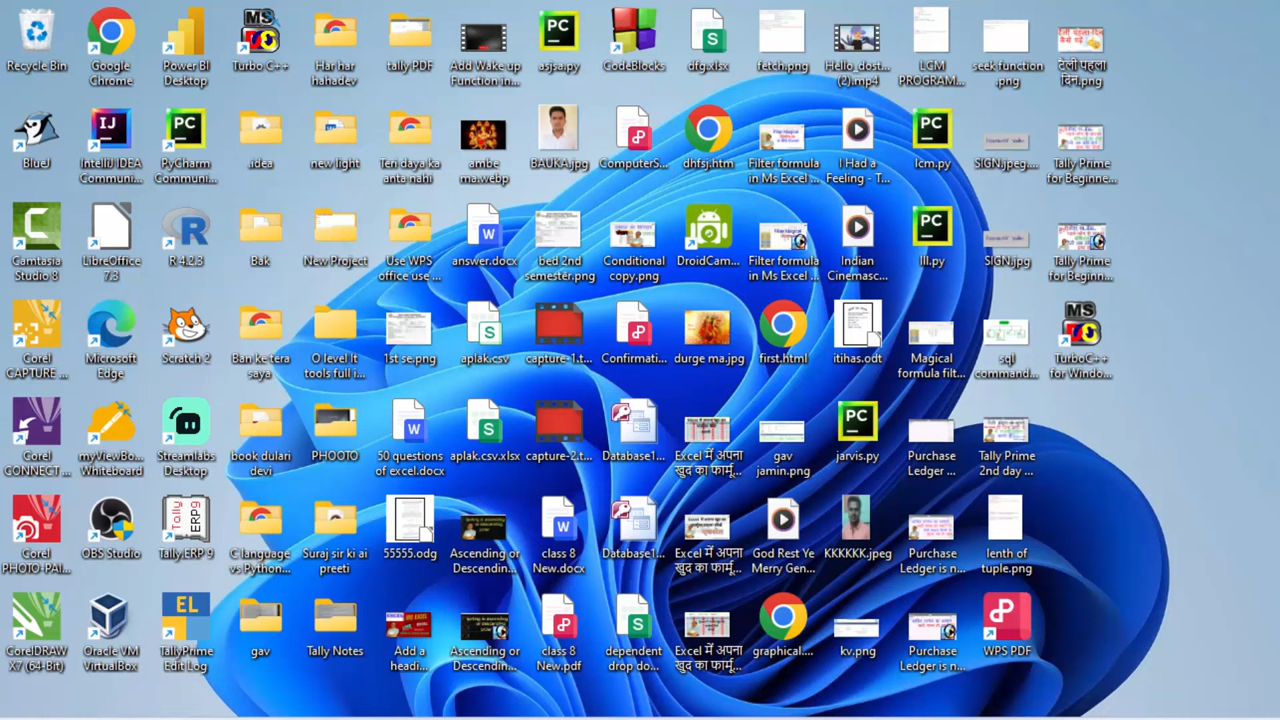 Recycle Bin
Google
Chrome
Power BI
Desktop
Turbo C++
Har har
hahadev
tally PDF
Add Wake up
Function in...
asjsa.py
CodeBlocks
dfg.xlsx
fetch.png
Hello_dost...
(2).mp4
LCM
PROGRAM...
seek function
.png
टैली पहला
दिन.png
BlueJ
IntelliJ IDEA
Communi...
PyCharm
Communi...
.idea
new light
Teri daya ka
anta nahi
ambe
ma.webp
BAUKA.jpg
ComputerS...
dhfsj.htm
Filter formula
in Ms Excel ...
I Had a
Feeling - T...
lcm.py
SIGN.jpeg....
Tally Prime
for Beginne...
Camtasia
Studio 8
LibreOffice
7.3
R 4.2.3
Bak
New Project
Use WPS
office use ...
answer.docx
bed 2nd
semester.png
Conditional
copy.png
DroidCam...
Filter formula
in Ms Excel ...
Indian
Cinemasc...
lll.py
SIGN.jpg
Tally Prime
for Beginn...
Corel
CAPTURE ...
Microsoft
Edge
Scratch 2
Ban ke tera
saya
O level It
tools full i...
1st se.png
aplak.csv
capture-1.t...
Confirmati...
durge ma.jpg
first.html
itihas.odt
Magical
formula filt...
sql
command...
TurboC++
for Windo...
Corel
CONNECT ...
myViewBo...
Whiteboard
Streamlabs
Desktop
book dulari
devi
PHOOTO
50 questions
of excel.docx
aplak.csv.xlsx
capture-2.t...
Database1...
Excel में अपना
खुद का फार्मू...
gav
jamin.png
jarvis.py
Purchase
Ledger ...
Tally Prime
2nd day ...
Corel
PHOTO-PAI...
OBS Studio
Tally.ERP 9
C language
vs Python...
Suraj sir ki ai
preeti
55555.odg
Ascending or
Descendin...
class 8
New.docx
Database1...
Excel में अपना
खुद का फार्मू...
God Rest Ye
Merry Gen...
KKKKKK.jpeg
Purchase
Ledger is n...
lenth of
tuple.png
CorelDRAW
X7 (64-Bit)
Oracle VM
VirtualBox
TallyPrime
Edit Log
gav
Tally Notes
Add a
headi...
Ascending or
Descendin...
class 8
New.pdf
dependent
drop do...
Excel में अपना
खुद का फार्मू...
graphical....
kv.png
Purchase
Ledger is n...
WPS PDF